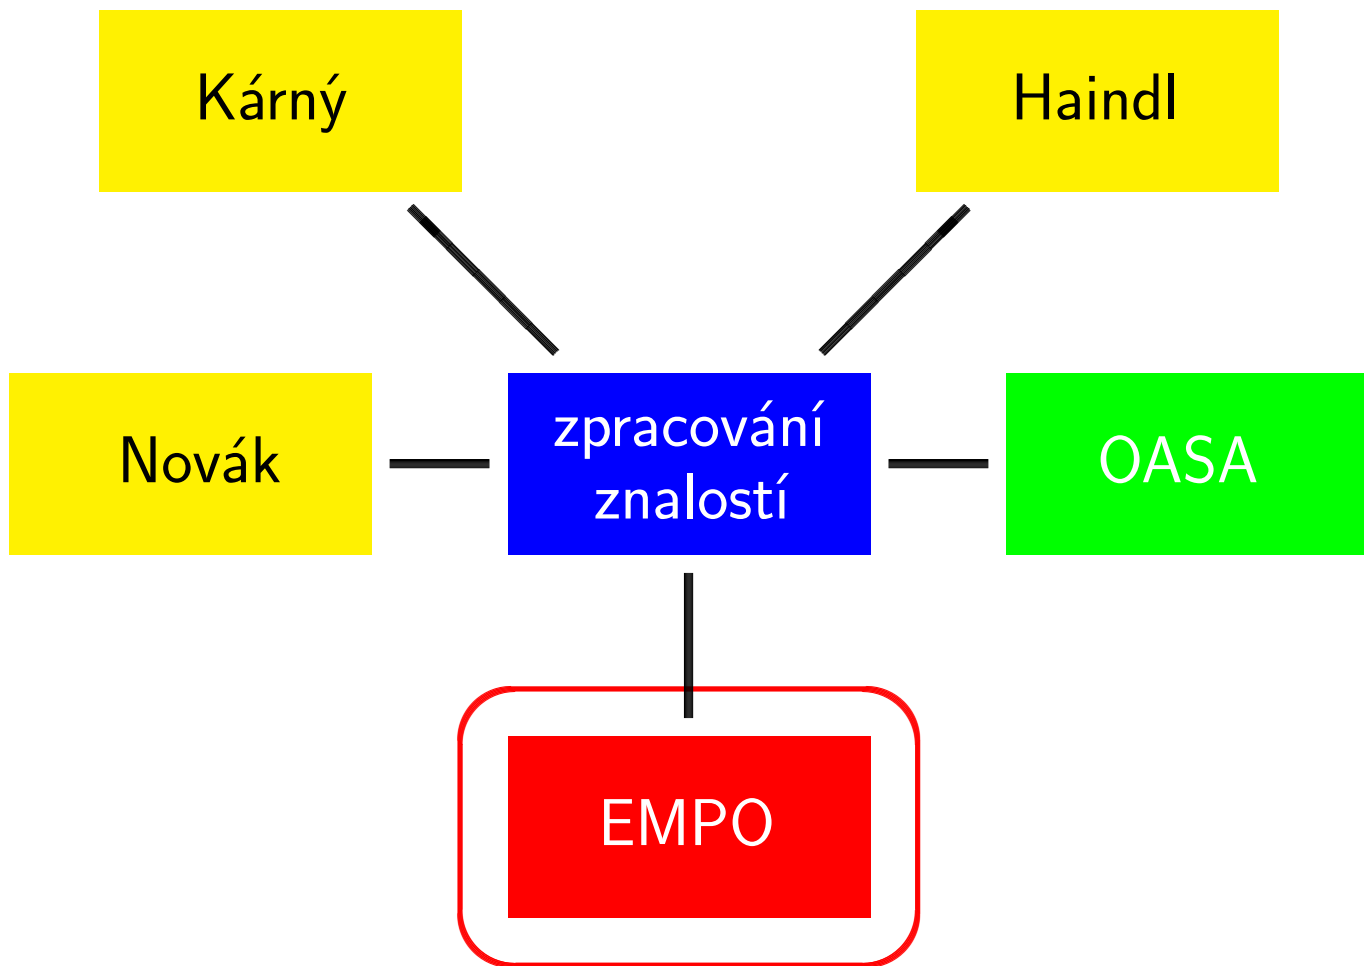 Kárný
Haindl
Novák
zpracování
znalostí
OASA
EMPO